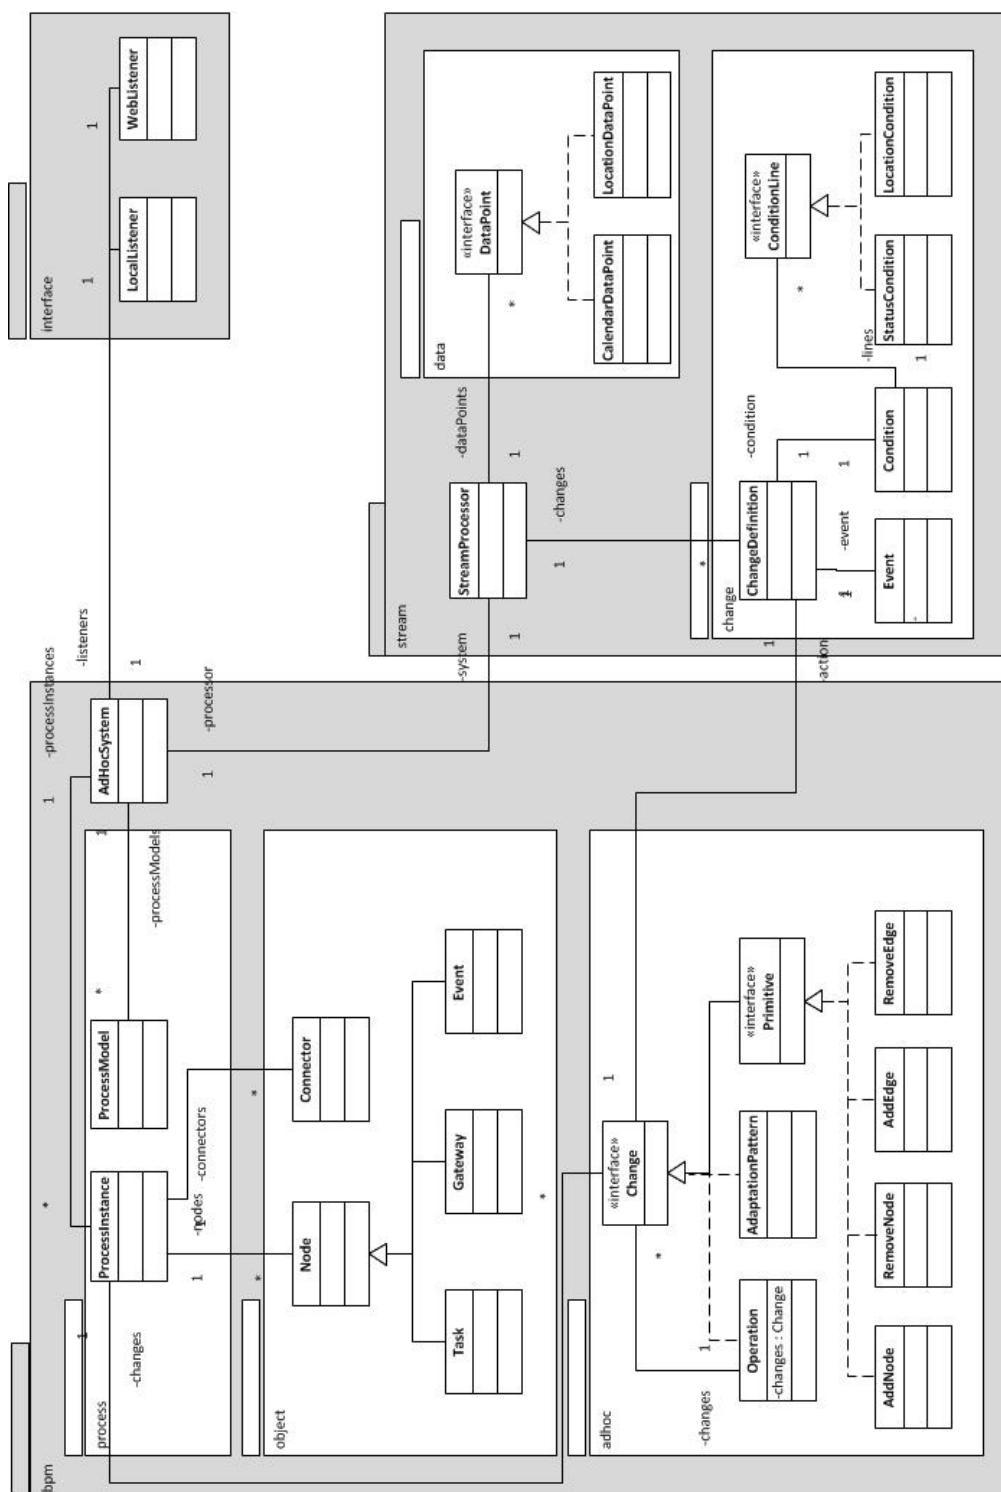 bpm
process
-changes
1
ProcessInstance
*
-nodes
1
1
-connectors
ProcessModel
*
-processModels
1
AdHocSystem
1
-processInstances
-listeners
1
-processor
1
object
*
Node
*
Connector
Task
Gateway
Event
*
adhoc
-changes
1
*
«interface»
Change
1
Operation
-changes : Change
AdaptationPattern
«interface»
Primitive
AddNode
RemoveNode
AddEdge
RemoveEdge
interface
LocalListener
1
WebListener
1
stream
-system
1
StreamProcessor
1
-dataPoints
1
-changes
data
*
«interface»
DataPoint
CalendarDataPoint
LocationDataPoint
change
*
-action
1
ChangeDefinition
1
-event
Event
1
1
-condition
Condition
-lines
1
*
«interface»
ConditionLine
StatusCondition
LocationCondition